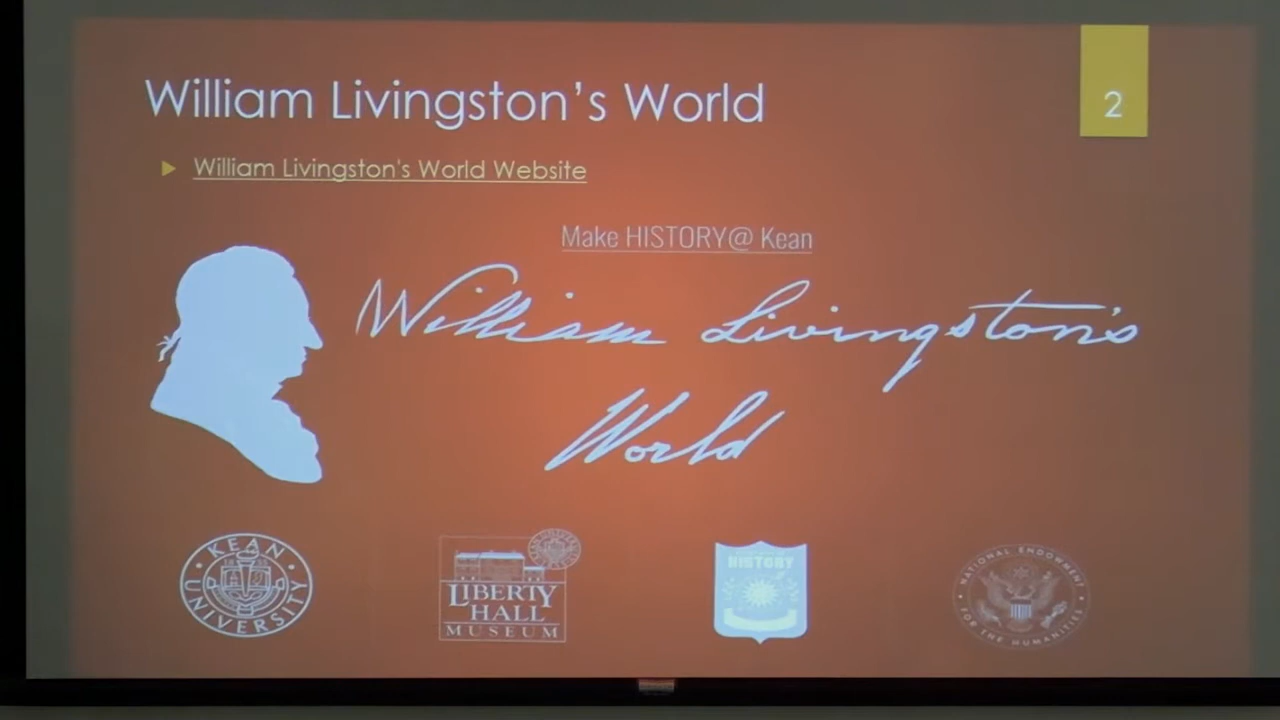 William Livingston's World
2
William Livingston's World Website
Make HISTORY@ Kean
William Livingston's
World
KEAN
UNIVERSITY
LIBERTY
HALL
MUSEUM
HISTORY
NATIONAL ENDOWMENT
FOR THE HUMANITIES